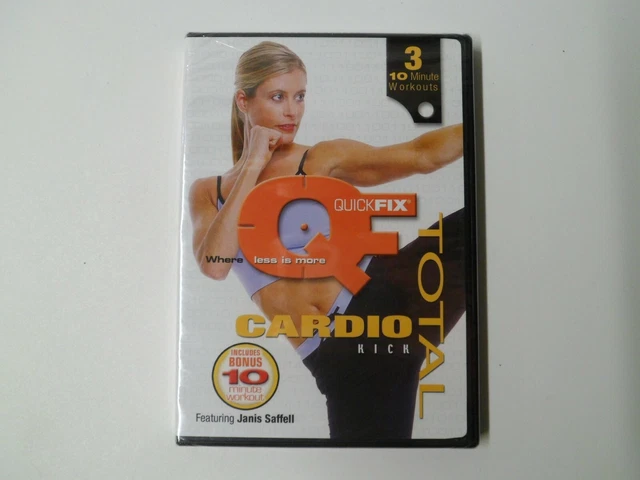 3
10 Minute
Workouts
QUICKFIX®
QF
Where less is more
TOTAL
CARDIO
KICK
INCLUDES
BONUS
10
minute
workout
Featuring Janis Saffell